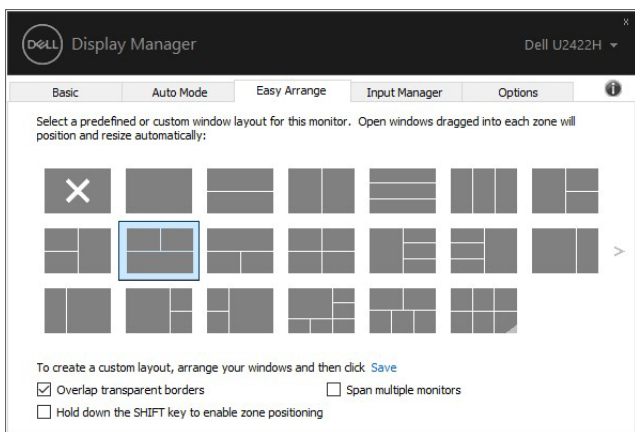 x
DELL Display Manager Dell U2422H
Basic Auto Mode Easy Arrange Input Manager Options
Select a predefined or custom window layout for this monitor. Open windows dragged into each zone will
position and resize automatically:
>
To create a custom layout, arrange your windows and then click Save
Overlap transparent borders Span multiple monitors
Hold down the SHIFT key to enable zone positioning